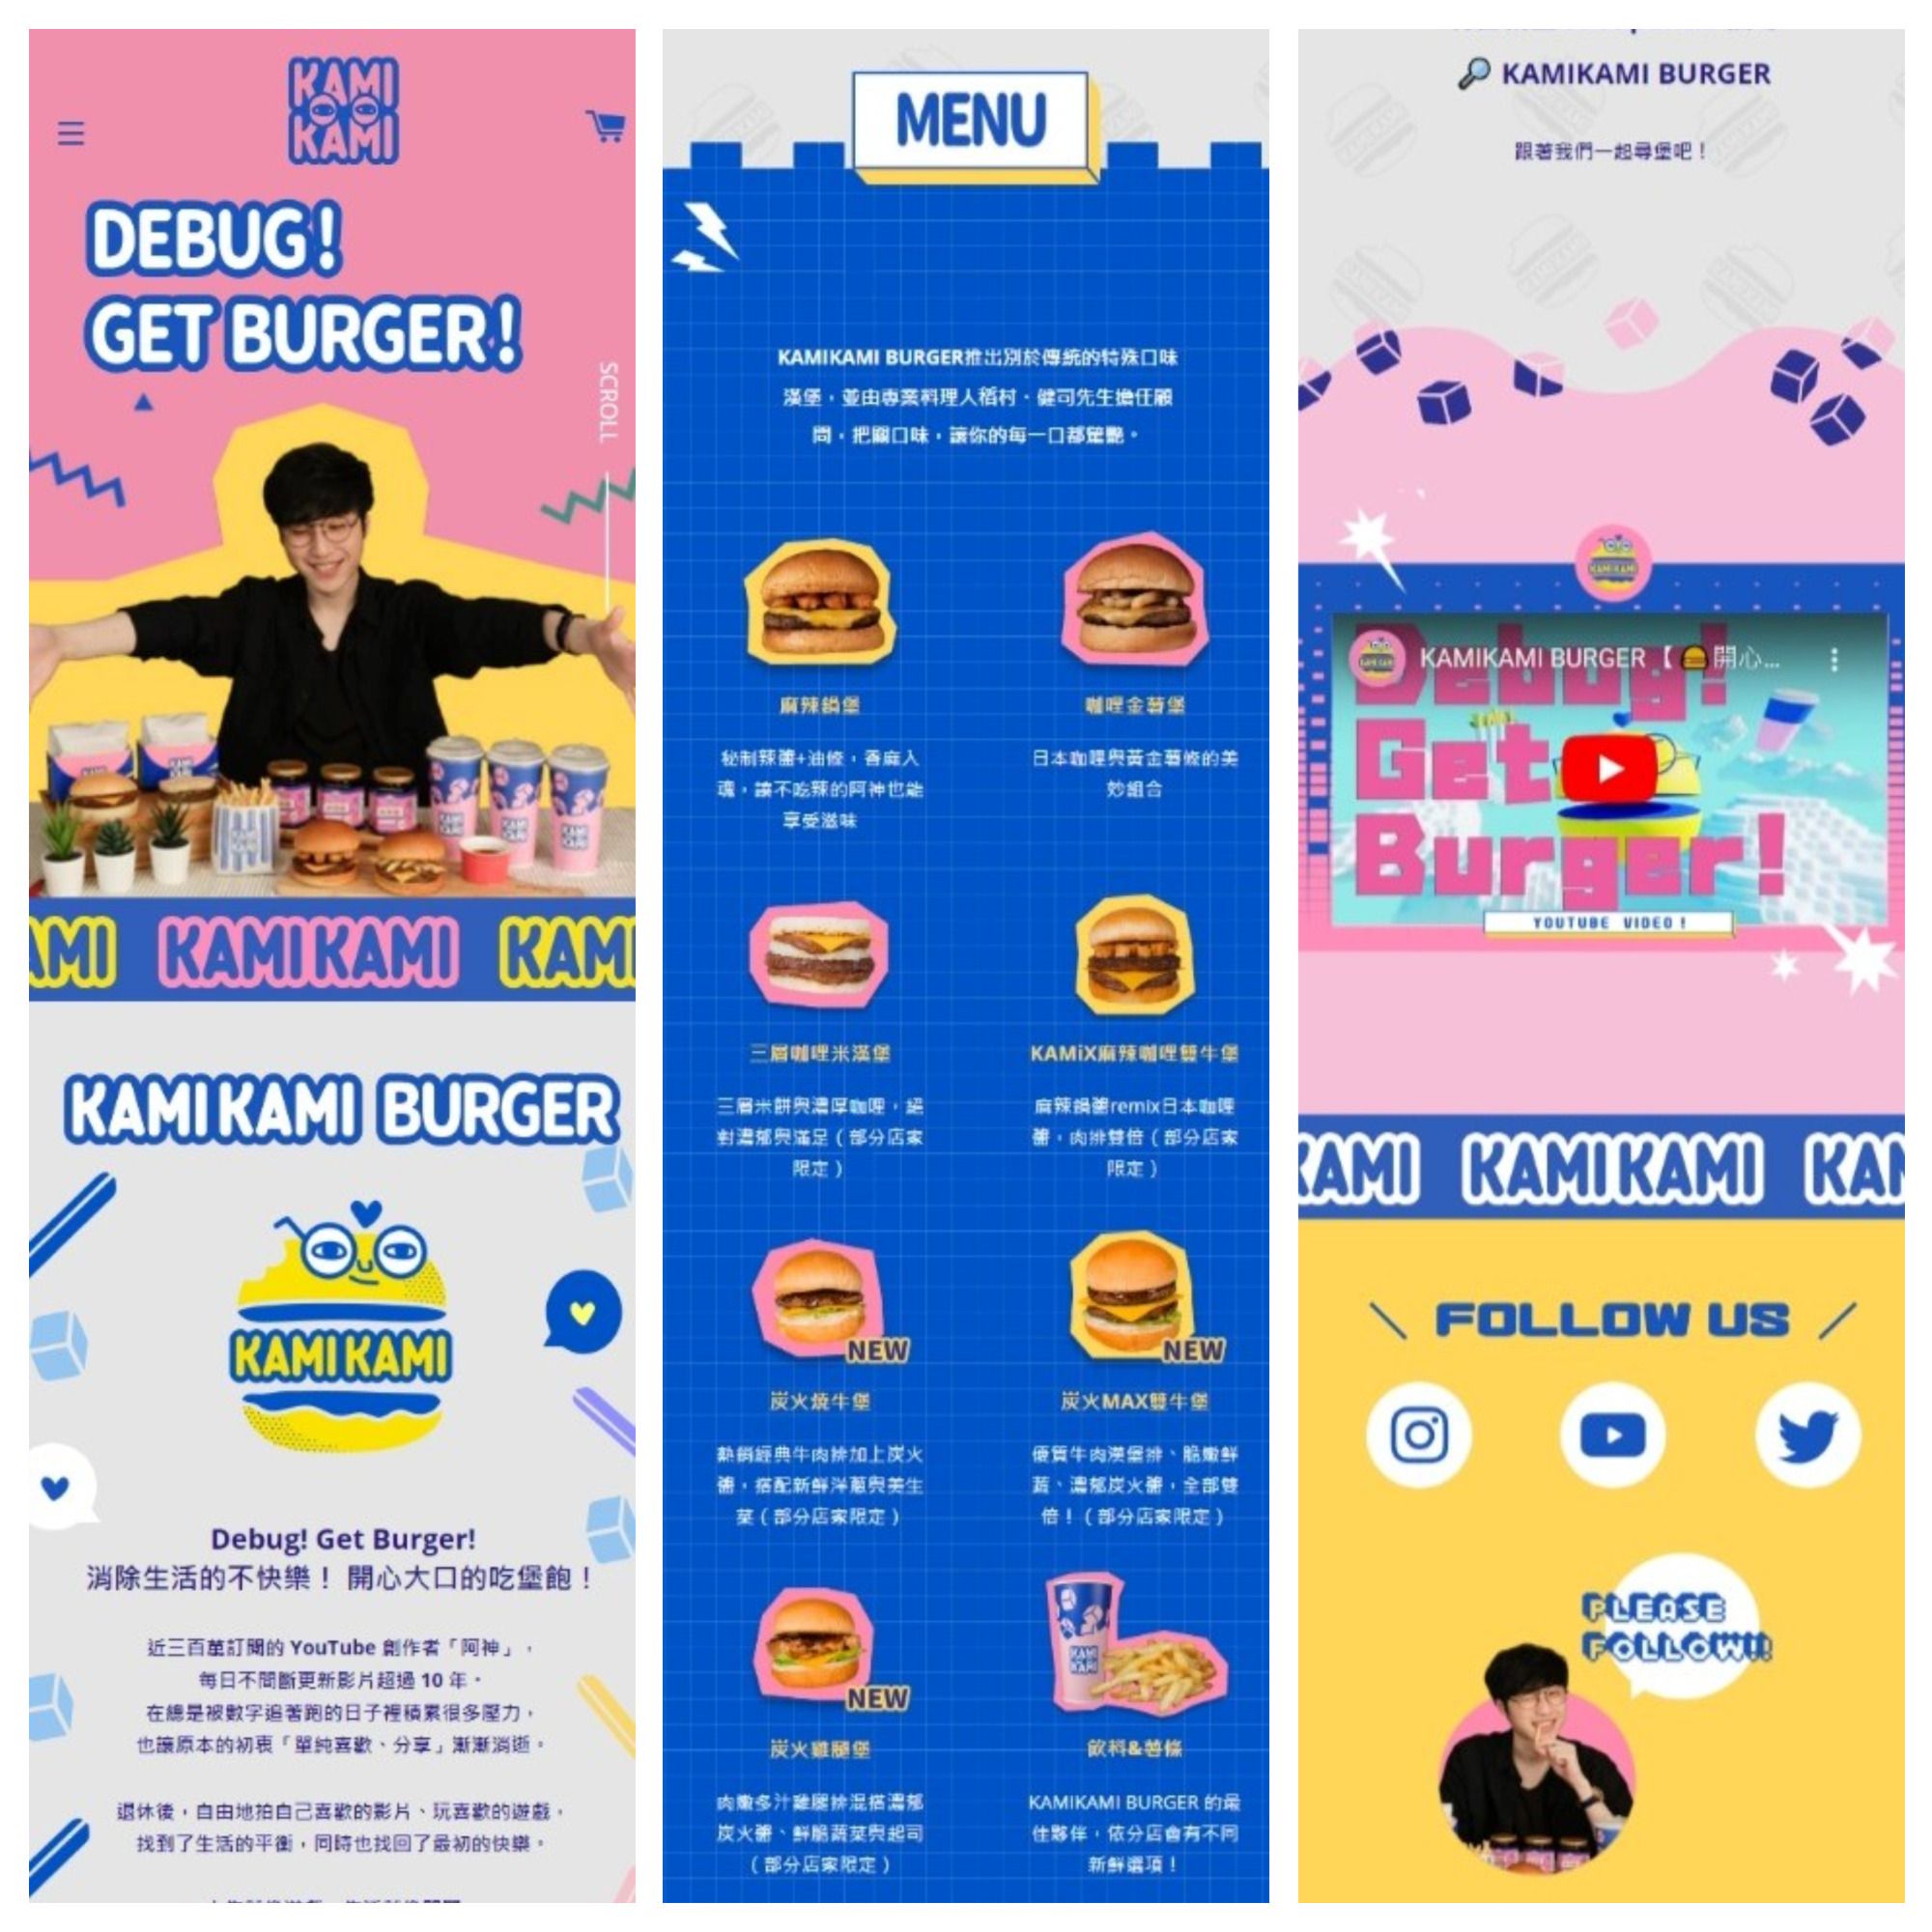 KAMI
KAMI
DEBUG!
GET BURGER!
SCROLL
AMI KAMIKAMI KAMI
KAMIKAMI BURGER
KAMIKAMI
Debug! Get Burger!
消除生活的不快樂! 開心大口的吃堡飽!
近三百萬訂閱的 YouTube 創作者「阿神」,
每日不間斷更新影片超過 10 年。
在總是被數字追著跑的日子裡積累很多壓力,
也讓原本的初衷「單純喜歡、分享」漸漸消逝。
退休後,自由地拍自己喜歡的影片、玩喜歡的遊戲,
找到了生活的平衡,同時也找回了最初的快樂。
MENU
KAMIKAMI BURGER推出別於傳統的特殊口味
漢堡,並由專業料理人稻村・健司先生擔任顧
問,把關口味,讓你的每一口都驚艷。
麻辣鍋堡
秘制辣醬+油條,香麻入
魂,讓不吃辣的阿神也能
享受滋味
咖哩金薯堡
日本咖哩與黃金薯條的美
妙組合
三層咖哩米漢堡
三層米餅與濃厚咖哩,絕
對濃郁與滿足(部分店家
限定)
KAMiX麻辣咖哩雙牛堡
麻辣鍋醬remix日本咖哩
醬,肉排雙倍(部分店家
限定)
NEW
炭火燒牛堡
熱銷經典牛肉排加上炭火
醬,搭配新鮮洋蔥與美生
菜(部分店家限定)
NEW
炭火MAX雙牛堡
優質牛肉漢堡排、脆嫩鮮
蔬、濃郁炭火醬,全部雙
倍!(部分店家限定)
NEW
炭火雞腿堡
肉嫩多汁雞腿排混搭濃郁
炭火醬、鮮脆蔬菜與起司
(部分店家限定)
KAMI
KAMI
飲料&薯條
KAMIKAMI BURGER 的最
佳夥伴,依分店會有不同
新鮮選項!
🔎 KAMIKAMI BURGER
跟著我們一起尋堡吧!
KAMIKAMI
KAMIKAMI BURGER【🍔開心...
Debug!
Get
Burger!
YOUTUBE VIDEO!
KAMI KAMIKAMI KAM
FOLLOW US
PLEASE
FOLLOW!!